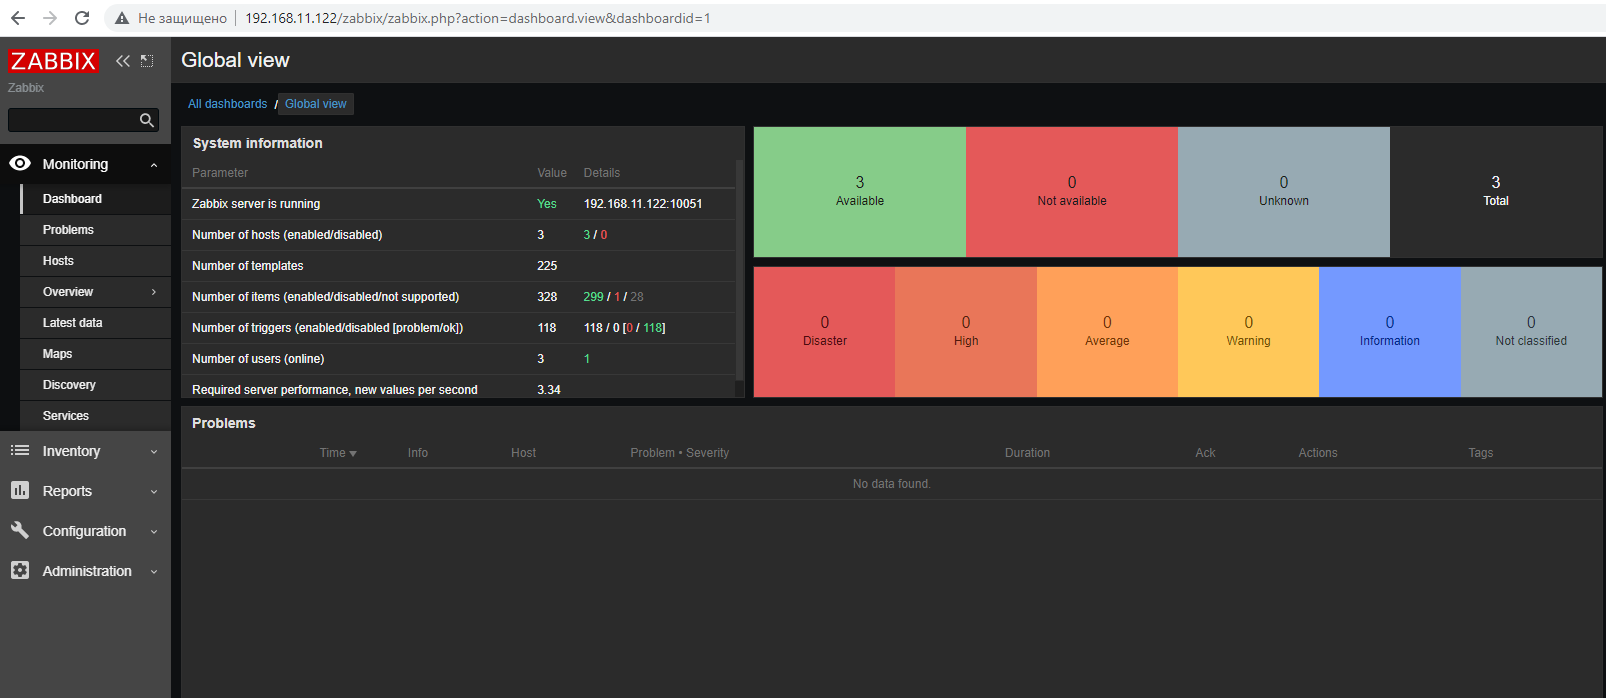 Не защищено
192.168.11.122/zabbix/zabbix.php?action=dashboard.view&dashboardid=1
ZABBIX
Zabbix
Monitoring
Dashboard
Problems
Hosts
Overview
Latest data
Maps
Discovery
Services
Inventory
Reports
Configuration
Administration
Global view
All dashboards / Global view
System information
Parameter Value Details
Zabbix server is running Yes 192.168.11.122:10051
Number of hosts (enabled/disabled) 3 3 / 0
Number of templates 225
Number of items (enabled/disabled/not supported) 328 299 / 1 / 28
Number of triggers (enabled/disabled [problem/ok]) 118 118 / 0 [0 / 118]
Number of users (online) 3 1
Required server performance, new values per second 3.34
3 0 0 3
Available Not available Unknown Total
0 0 0 0 0 0
Disaster High Average Warning Information Not classified
Problems
Time Info Host Problem • Severity Duration Ack Actions Tags
No data found.